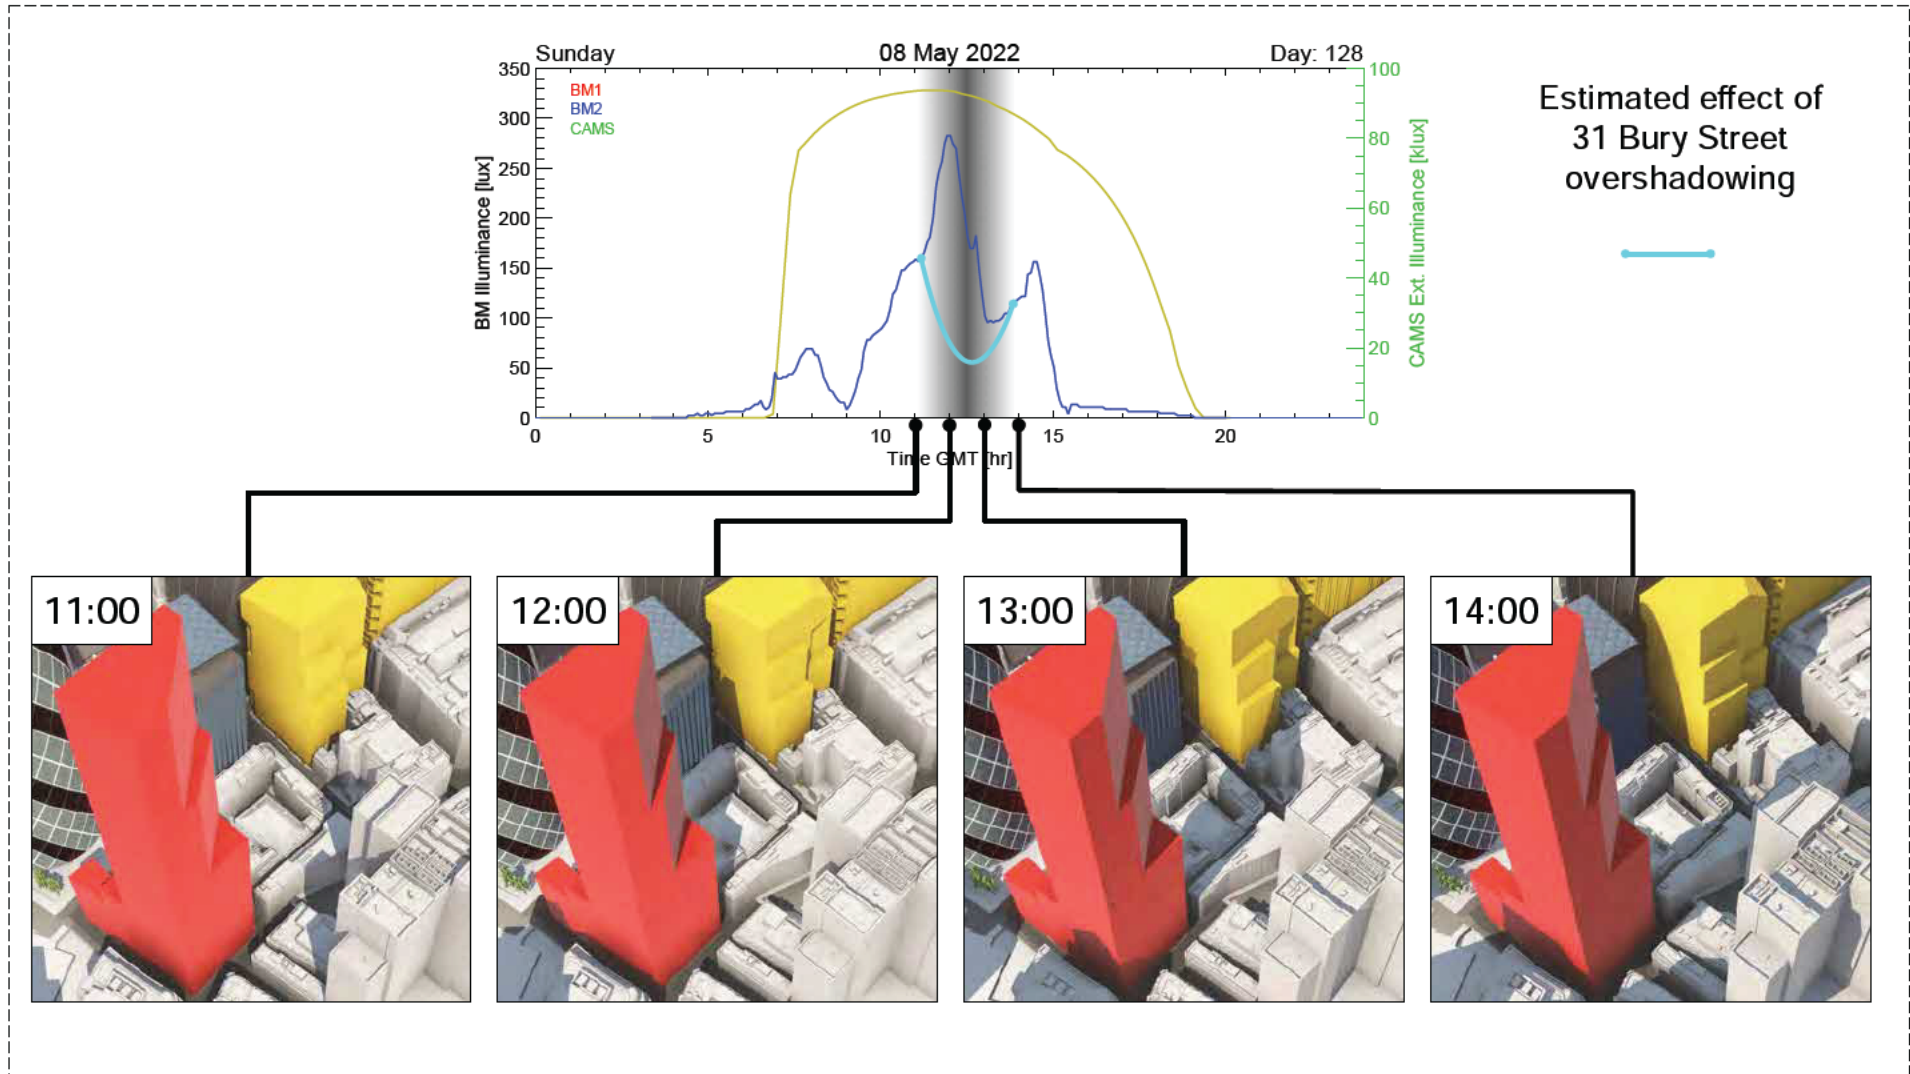 Sunday 08 May 2022 Day: 128
350
300
250
200
150
100
50
0
BM Illuminance [lux]
BM1
BM2
CAMS
100
80
60
40
20
0
CAMS Ext. Illuminance [klux]
0 5 10 15 20
Time GMT [hr]
Estimated effect of
31 Bury Street
overshadowing
11:00
12:00
13:00
14:00